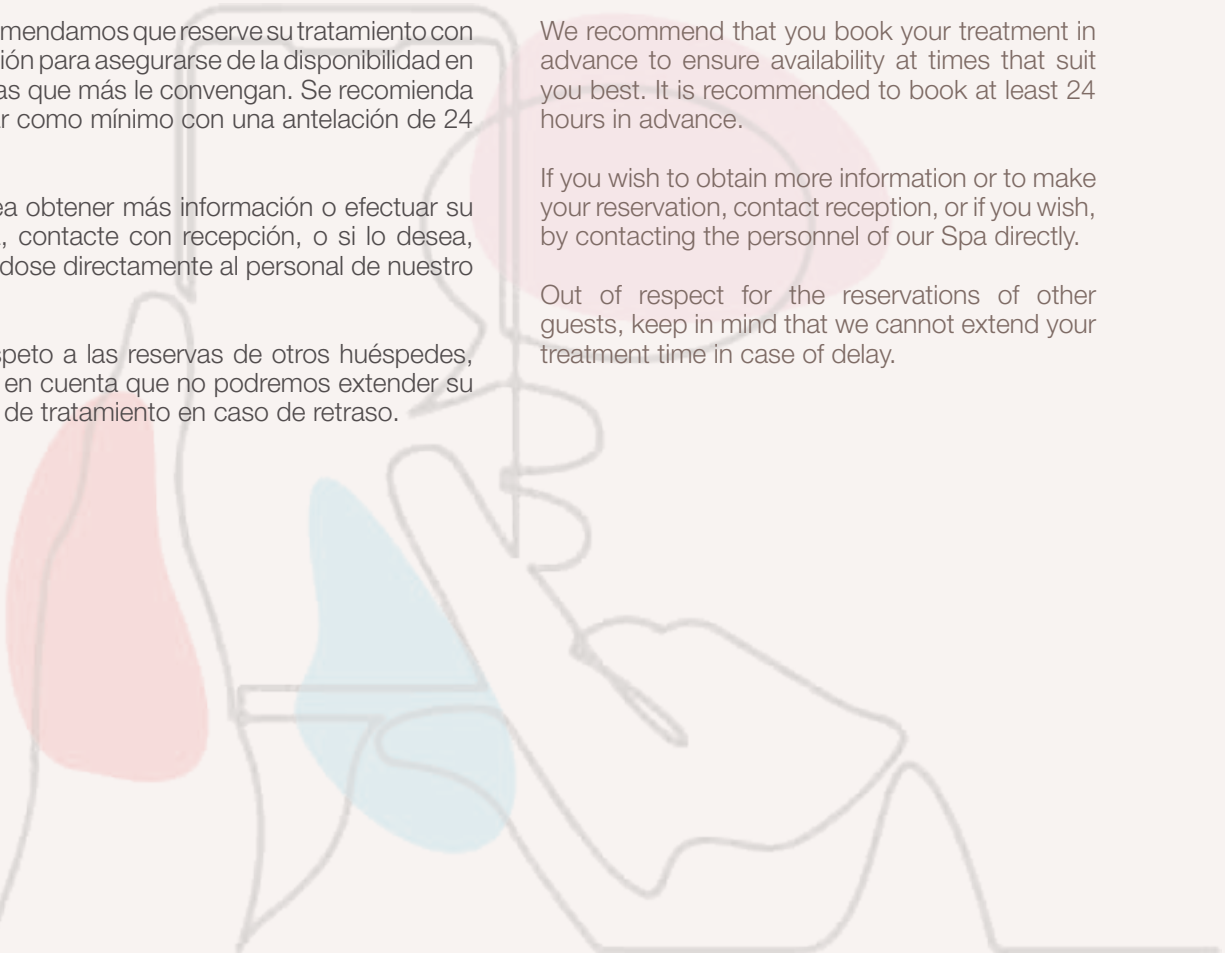 mendamos que reserve su tratamiento con
ión para asegurarse de la disponibilidad en
as que más le convengan. Se recomienda
r como mínimo con una antelación de 24
ea obtener más información o efectuar su
, contacte con recepción, o si lo desea,
dose directamente al personal de nuestro
speto a las reservas de otros huéspedes,
en cuenta que no podremos extender su
de tratamiento en caso de retraso.
We recommend that you book your treatment in
advance to ensure availability at times that suit
you best. It is recommended to book at least 24
hours in advance.
If you wish to obtain more information or to make
your reservation, contact reception, or if you wish,
by contacting the personnel of our Spa directly.
Out of respect for the reservations of other
guests, keep in mind that we cannot extend your
treatment time in case of delay.